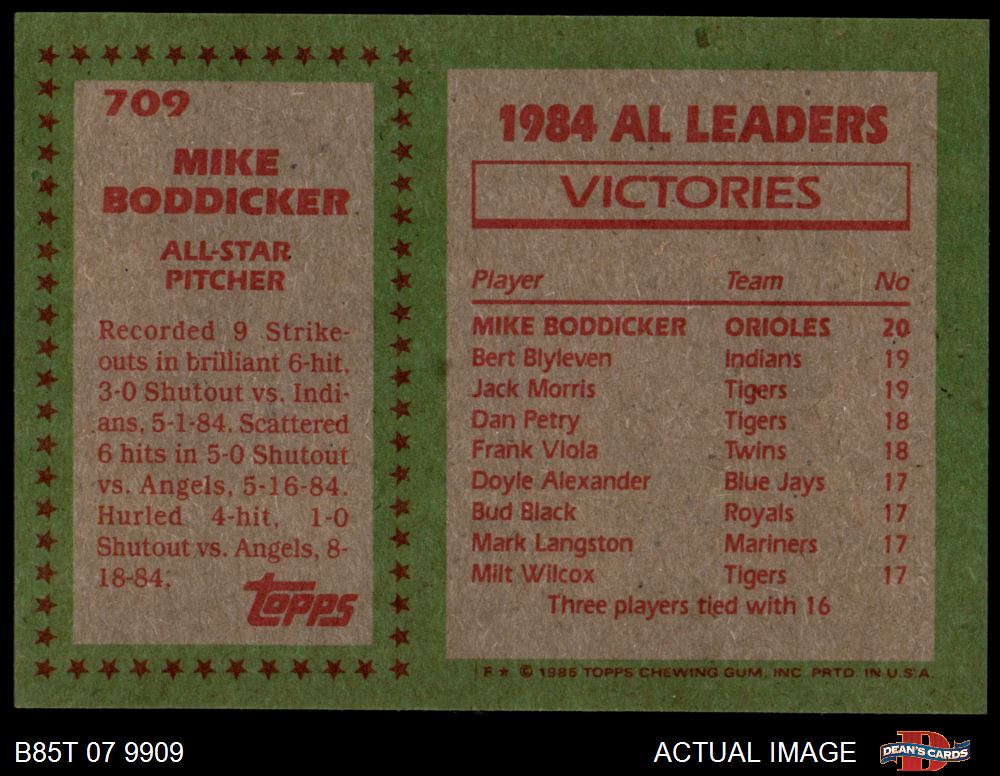 709
MIKE
BODDICKER
ALL-STAR
PITCHER
Recorded 9 Strike-
outs in brilliant 6-hit,
3-0 Shutout vs. Indi-
ans, 5-1-84. Scattered
6 hits in 5-0 Shutout
vs. Angels, 5-16-84.
Hurled 4-hit, 1-0
Shutout vs. Angels, 8-
18-84.
topps
1984 AL LEADERS
VICTORIES
Player Team No
MIKE BODDICKER ORIOLES 20
Bert Blyleven Indians 19
Jack Morris Tigers 19
Dan Petry Tigers 18
Frank Viola Twins 18
Doyle Alexander Blue Jays 17
Bud Black Royals 17
Mark Langston Mariners 17
Milt Wilcox Tigers 17
Three players tied with 16
F * © 1985 TOPPS CHEWING GUM, INC. PRTD. IN U.S.A.
B85T 07 9909
ACTUAL IMAGE
D
DEAN'S CARDS